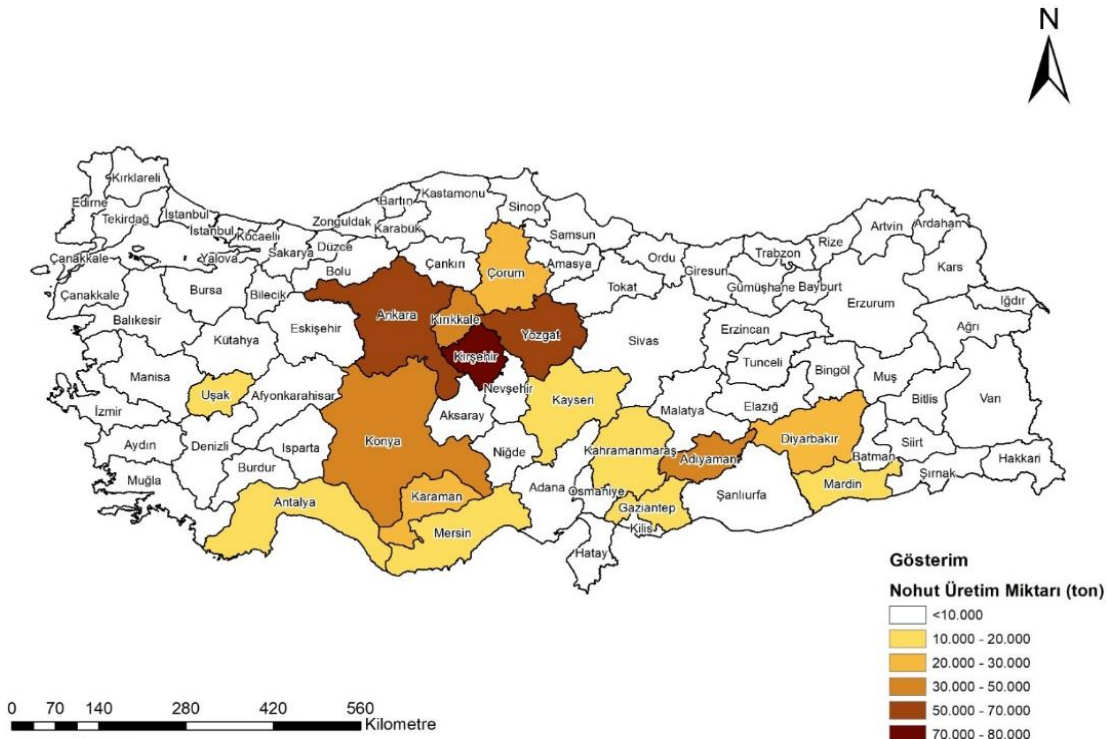 N
Kırklareli
Edirne
Tekirdağ
İstanbul
İstanbul
Kocaeli
Yalova
Sakarya
Düzce
Zonguldak
Bartın
Karabük
Kastamonu
Sinop
Samsun
Ordu
Giresun
Trabzon
Rize
Artvin
Ardahan
Kars
Iğdır
Çanakkale
Çanakkale
Bursa
Bilecik
Bolu
Çankırı
Çorum
Amasya
Tokat
Gümüşhane
Bayburt
Erzurum
Ağrı
Balıkesir
Kütahya
Eskişehir
Ankara
Kırıkkale
Yozgat
Kırşehir
Sivas
Erzincan
Tunceli
Bingöl
Muş
Manisa
Uşak
Afyonkarahisar
Aksaray
Nevşehir
Kayseri
Malatya
Elazığ
Bitlis
Van
İzmir
Aydın
Denizli
Isparta
Konya
Niğde
Kahramanmaraş
Adıyaman
Diyarbakır
Batman
Siirt
Hakkari
Muğla
Burdur
Antalya
Karaman
Mersin
Adana
Osmaniye
Gaziantep
Kilis
Şanlıurfa
Mardin
Şırnak
Hatay
Gösterim
Nohut Üretim Miktarı (ton)
<10.000
10.000 - 20.000
20.000 - 30.000
30.000 - 50.000
50.000 - 70.000
70.000 - 80.000
0 70 140 280 420 560
Kilometre